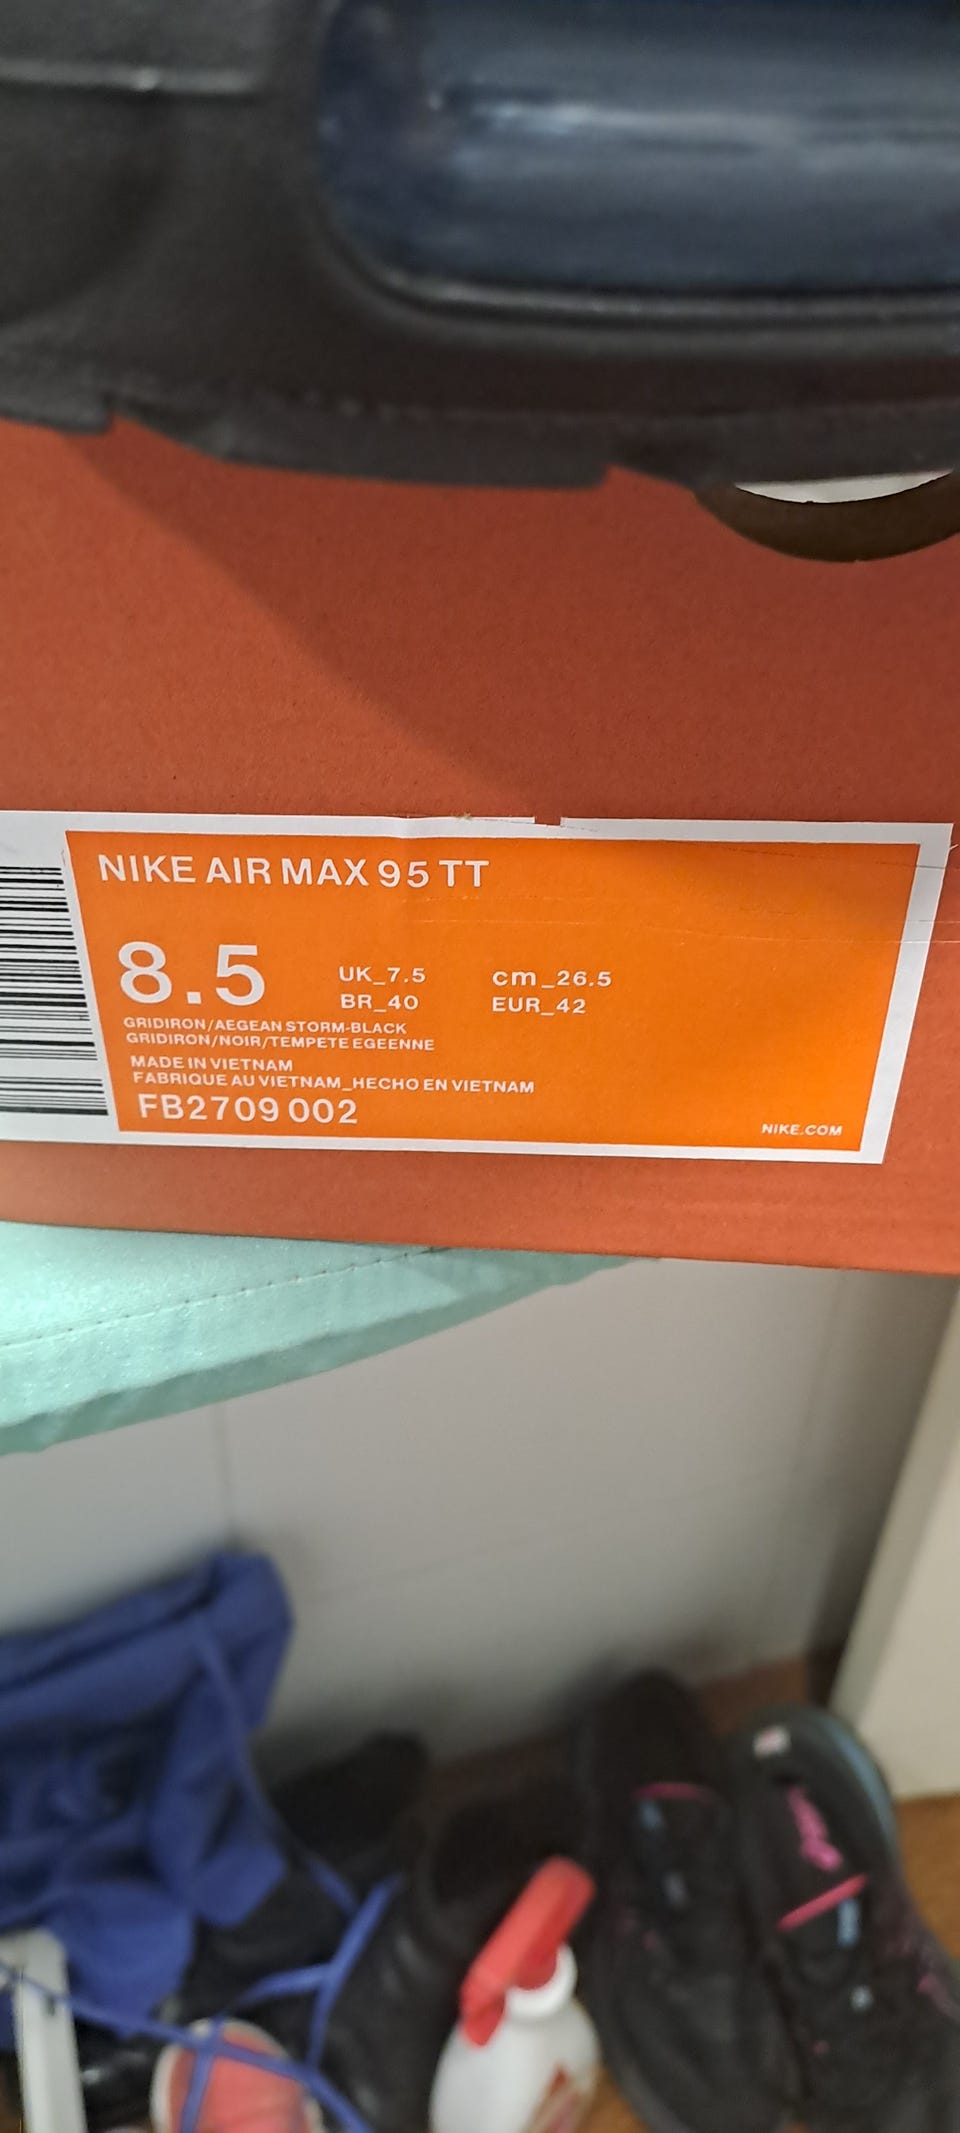 NIKE AIR MAX 95 TT
8.5
UK_7.5 cm_26.5
BR_40 EUR_42
GRIDIRON/AEGEAN STORM-BLACK
GRIDIRON/NOIR/TEMPETE EGEENNE
MADE IN VIETNAM
FABRIQUE AU VIETNAM_HECHO EN VIETNAM
FB2709 002
NIKE.COM